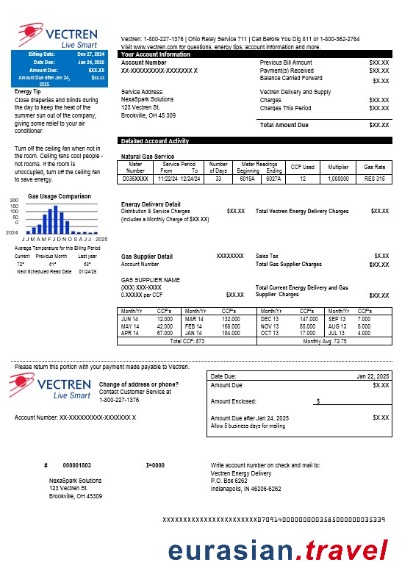 VECTREN
Live Smart
Vectren: 1-800-227-1376 | Ohio Relay Service 711 | Call Before You Dig 811 or 1-800-362-2764
Visit www.vectren.com for questions, energy tips, account information and more.
Billing Date: Dec 27, 2024
Date Due: Jan 24, 2025
Amount Due: $XX.XX
Amount Due after Jan 24, 2025 $XX.XX
Your Account Information
Account Number
XX-XXXXXXXXX-XXXXXXX X
Previous Bill Amount $XX.XX
Payment(s) Received $XX.XX
Balance Carried Forward
$X.XX
Service Address:
NexaSpark Solutions
123 Vectren St.
Brookville, OH 45 309
Vectren Delivery and Supply
Charges $XX.XX
Charges This Period $XX.XX
Total Amount Due $XX.XX
Energy Tip
Close draperies and blinds during
the day to keep the heat of the
summer sun out of the company,
giving some relief to your air
conditioner.
Turn off the ceiling fan when not in
the room. Ceiling fans cool people -
not rooms. If the room is
unoccupied, turn off the ceiling fan
to save energy.
Detailed Account Activity
Natural Gas Service
Meter Number Service Period From To Number of Days Meter Readings Beginning Ending CCF Used Multiplier Gas Rate
11/22/24 12/24/24 33 6015A 6027A 12 1,000000 RES 316
Gas Usage Comparison
300
250
200
150
100
50
0
2024 J J M A M F J D N O J J 2025
Average Temperature for this Billing Period
Current Previous Month Last year
Next Scheduled Read Date 01/24/25
Energy Delivery Detail
Distribution & Service Charges $XX.XX Total Vectren Energy Delivery Charges $XX.XX
(Includes a Monthly Charge of $XX.XX)
Gas Supplier Detail XXXXXXXX Sales Tax $X.XX
Account Number Total Gas Supplier Charges $XX.XX
GAS SUPPLIER NAME
(XXX) XXX-XXXX
0.XXXXX per CCF $XX.XX
Total Current Energy Delivery and Gas
Supplier Charges $XX.XX
Month/Yr CCF's Month/Yr CCF's Month/Yr CCF's Month/Yr CCF's
JUN 14 12.000 MAR 14 132.000 DEC 13 147.000 SEP 13 7.000
MAY 14 42.000 FEB 14 NOV 13 AUG 13
APR 14 67.000 JAN 14 184.000 OCT 13 17.000 JUL 13 4.000
Total CCF: 873 Monthly Avg: 72.75
Please return this portion with your payment made payable to Vectren.
VECTREN
Live Smart
Change of address or phone?
Contact Customer Service at
1-800-227-1376
Account Number: XX-XXXXXXXXX-XXXXXXX X
Date Due: Jan 22, 2025
Amount Due: $X.XX
Amount Enclosed: $
Amount Due after Jan 24, 2025 $X.XX
Allow 5 business days for mailing
# 000001803 I=0000
NexaSpark Solutions
123 Vectren St.
Brookville, OH 45309
Write account number on check and mail to:
Vectren Energy Delivery
P.O. Box 6262
Indianapolis, IN 46206-6262
eurasian.travel